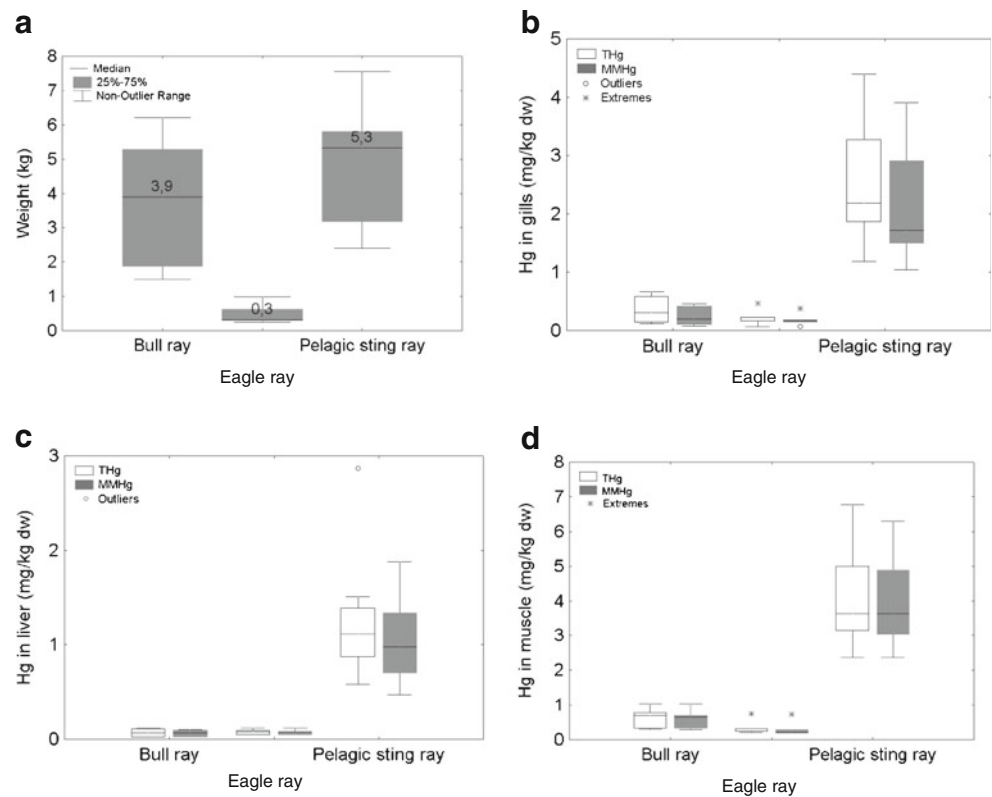 a
Weight (kg)
8
7
6
5
4
3
2
1
0
Median
25%-75%
Non-Outlier Range
3,9
0,3
5,3
Bull ray
Pelagic sting ray
Eagle ray
b
Hg in gills (mg/kg dw)
5
4
3
2
1
0
THg
MMHg
Outliers
Extremes
Bull ray
Pelagic sting ray
Eagle ray
c
Hg in liver (mg/kg dw)
3
2
1
0
THg
MMHg
Outliers
Bull ray
Pelagic sting ray
Eagle ray
d
Hg in muscle (mg/kg dw)
8
7
6
5
4
3
2
1
0
THg
MMHg
Extremes
Bull ray
Pelagic sting ray
Eagle ray